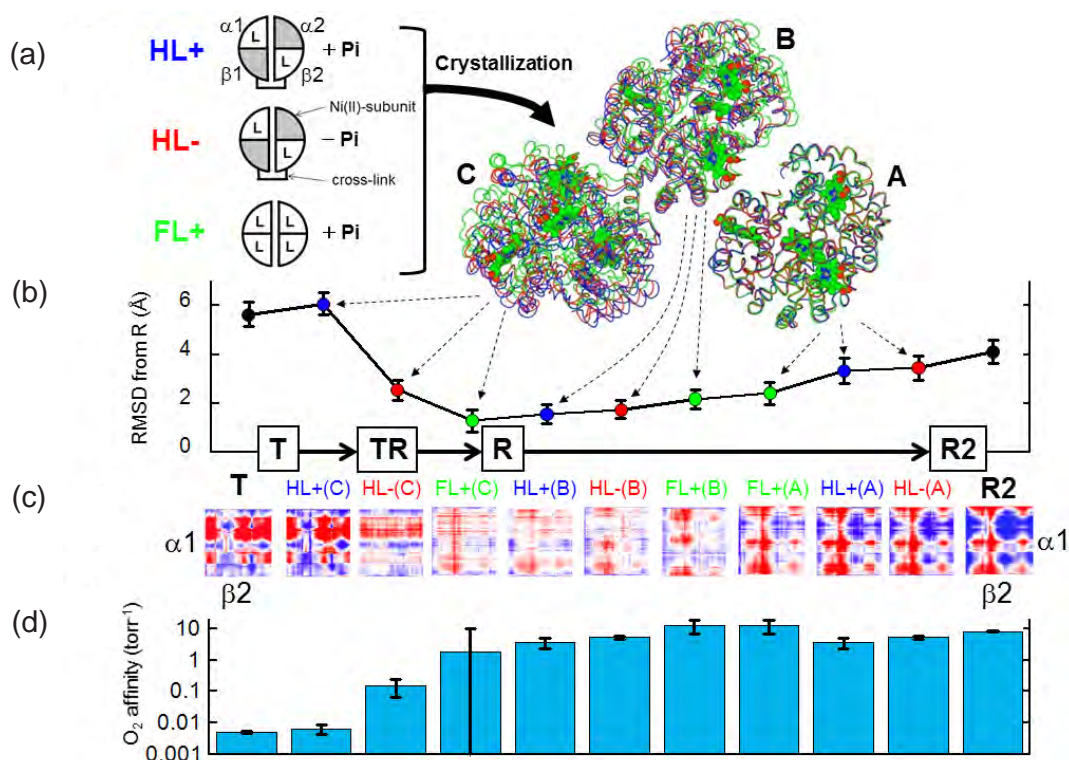 (a)
HL+
α1
α2
L
L
β1
β2
+ Pi
Crystallization
Ni(II)-subunit
HL-
L
L
− Pi
cross-link
FL+
L
L
L
L
+ Pi
B
C
A
(b)
RMSD from R (Å)
6
4
2
0
T
TR
R
R2
(c)
T
HL+(C)
HL-(C)
FL+(C)
HL+(B)
HL-(B)
FL+(B)
FL+(A)
HL+(A)
HL-(A)
R2
α1
α1
β2
β2
(d)
O2 affinity (torr-1)
10
1
0.1
0.01
0.001